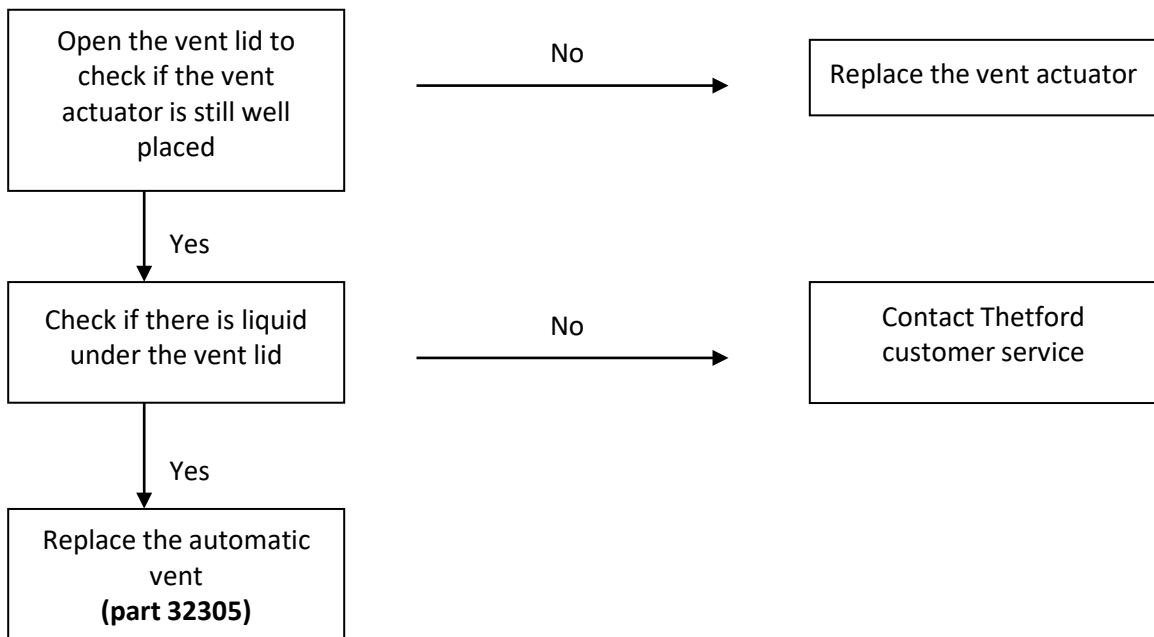 Open the vent lid to
check if the vent
actuator is still well
placed
No
Replace the vent actuator
Yes
Check if there is liquid
under the vent lid
No
Contact Thetford
customer service
Yes
Replace the automatic
vent
(part 32305)